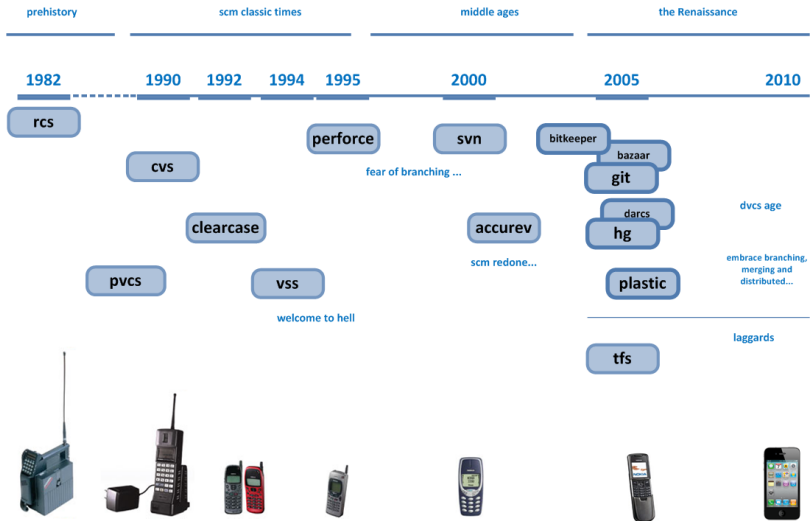 prehistory
scm classic times
middle ages
the Renaissance
1982
1990
1992
1994
1995
2000
2005
2010
rcs
perforce
svn
bitkeeper
bazaar
cvs
fear of branching ...
git
darcs
dvcs age
clearcase
accurev
hg
scm redone...
embrace branching,
merging and
distributed...
pvcs
vss
plastic
welcome to hell
laggards
tfs